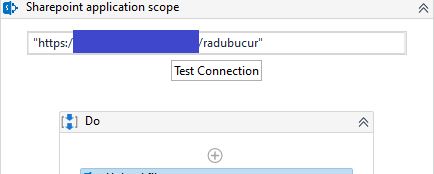 Sharepoint application scope
"https:/ /radubucur"
Test Connection
Do